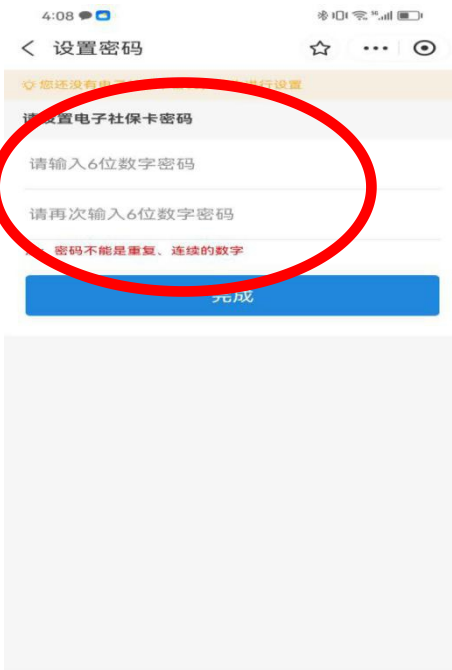 4:08
设置密码
您还没有电子 进行设置
请设置电子社保卡密码
请输入6位数字密码
请再次输入6位数字密码
密码不能是重复、连续的数字
完成